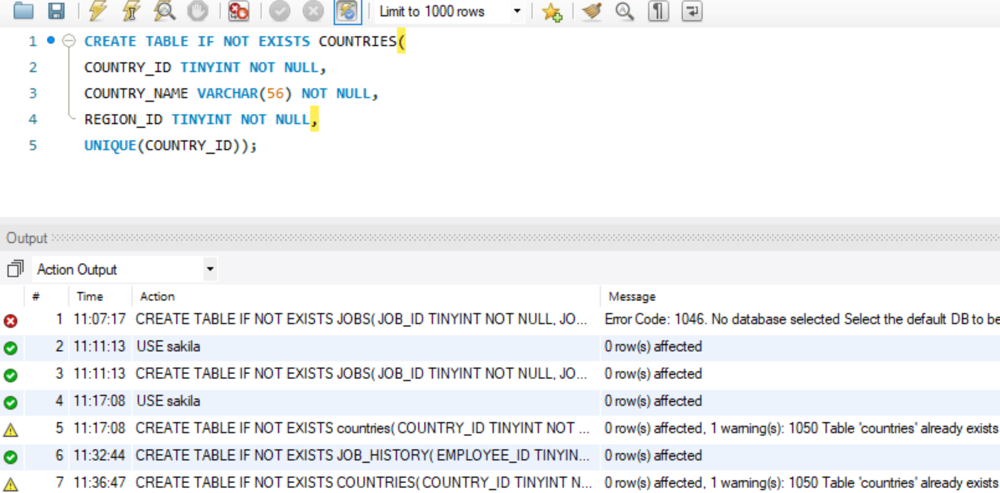 Limit to 1000 rows
1 CREATE TABLE IF NOT EXISTS COUNTRIES(
2 COUNTRY_ID TINYINT NOT NULL,
3 COUNTRY_NAME VARCHAR(56) NOT NULL,
4 REGION_ID TINYINT NOT NULL,
5 UNIQUE(COUNTRY_ID));
Output
Action Output
# Time Action Message
1 11:07:17 CREATE TABLE IF NOT EXISTS JOBS( JOB_ID TINYINT NOT NULL, JO... Error Code: 1046. No database selected Select the default DB to be
2 11:11:13 USE sakila 0 row(s) affected
3 11:11:13 CREATE TABLE IF NOT EXISTS JOBS( JOB_ID TINYINT NOT NULL, JO... 0 row(s) affected
4 11:17:08 USE sakila 0 row(s) affected
5 11:17:08 CREATE TABLE IF NOT EXISTS countries( COUNTRY_ID TINYINT NOT ... 0 row(s) affected, 1 warning(s): 1050 Table 'countries' already exists
6 11:32:44 CREATE TABLE IF NOT EXISTS JOB_HISTORY( EMPLOYEE_ID TINYIN... 0 row(s) affected
7 11:36:47 CREATE TABLE IF NOT EXISTS COUNTRIES( COUNTRY_ID TINYINT N... 0 row(s) affected, 1 warning(s): 1050 Table 'countries' already exists